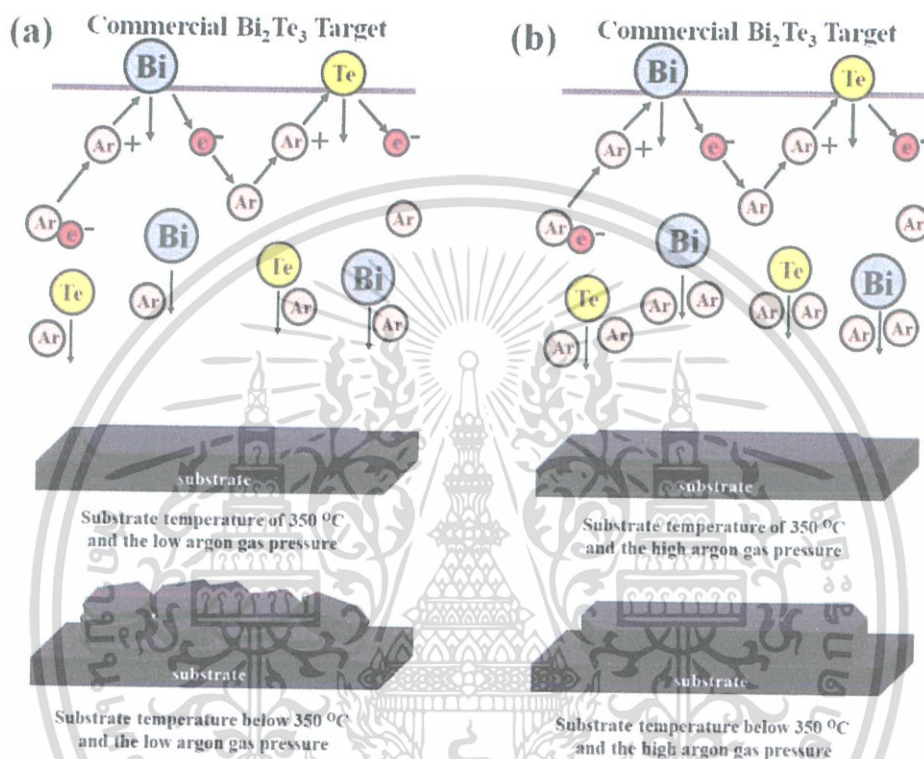 (a) Commercial Bi₂Te₃ Target
Bi Te
Ar + e⁻ Ar + e⁻
Ar
Ar e⁻ Bi Ar
Te Te Bi
Ar Ar Ar Ar
substrate
Substrate temperature of 350 ⁰C
and the low argon gas pressure
substrate
Substrate temperature below 350 ⁰C
and the low argon gas pressure
(b) Commercial Bi₂Te₃ Target
Bi Te
Ar + e⁻ Ar + e⁻
Ar
Ar e⁻ Bi Ar
Te Te Bi
Ar Ar Ar Ar Ar Ar Ar Ar
substrate
Substrate temperature of 350 ⁰C
and the high argon gas pressure
substrate
Substrate temperature below 350 ⁰C
and the high argon gas pressure